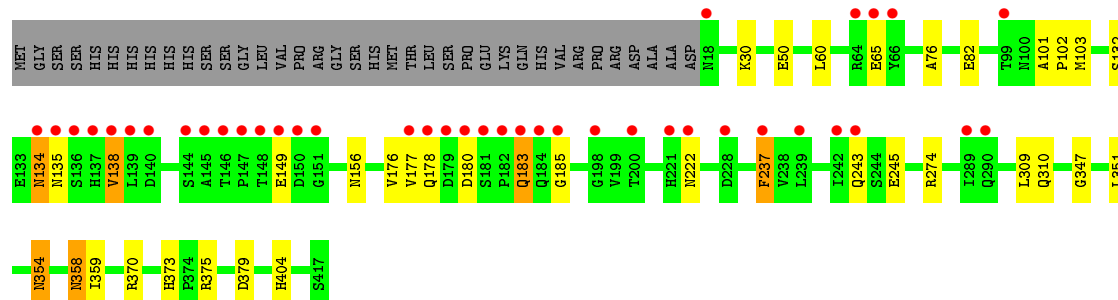 MET GLY SER SER HIS HIS HIS HIS HIS HIS SER SER GLY LEU VAL PRO ARG GLY SER HIS MET THR LEU SER PRO GLU LYS GLN HIS VAL ARG PRO ARG ASP ALA ALA ASP N18 K30 E50 L60 R64 E65 Y66 A76 E82 T99 N100 A101 P102 M103 S132
E133 N134 N135 S136 H137 V138 L139 D140 S144 A145 T146 P147 T148 E149 D150 G151 N156 V176 V177 Q178 D179 D180 S181 P182 Q183 Q184 G185 G198 V199 T200 H221 N222 D228 F237 V238 L239 I242 Q243 S244 E245 R274 I289 Q290 L309 Q310 G347 L351
N354 N358 I359 R370 H373 P374 R375 D379 H404 S417